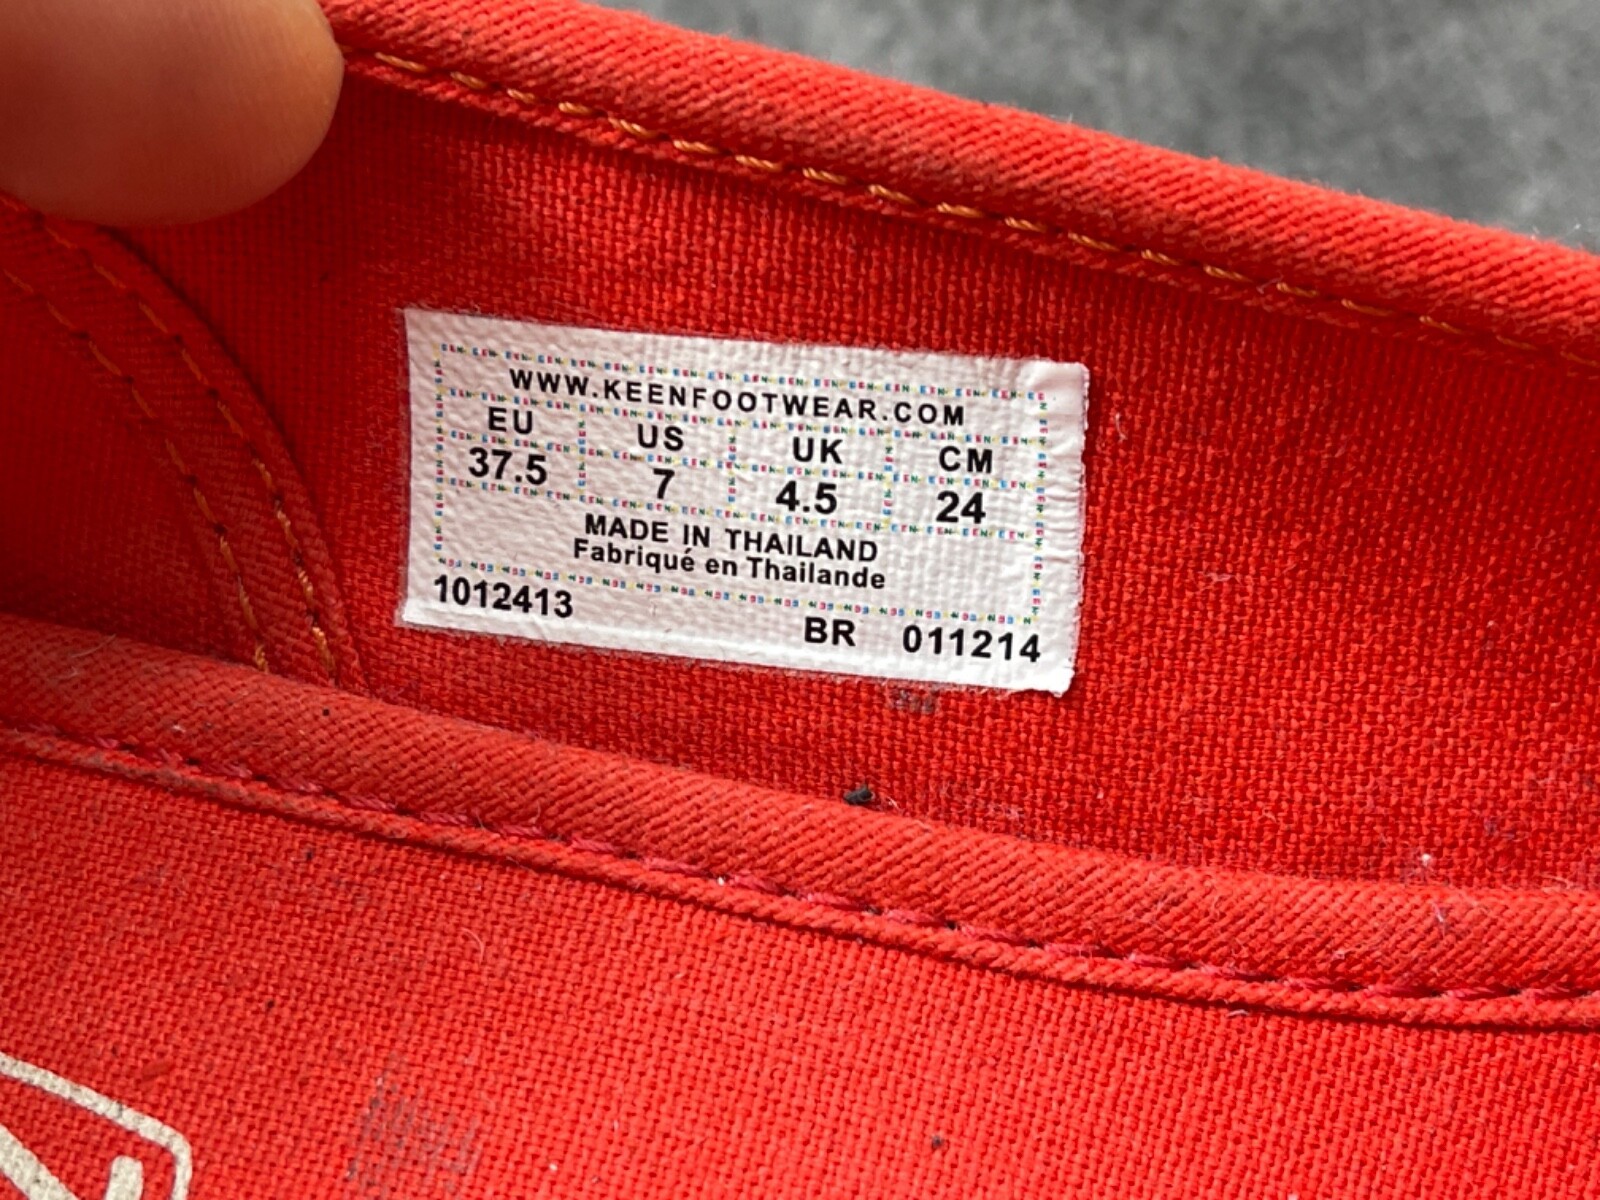 WWW.KEENFOOTWEAR.COM
EU US UK CM
37.5 7 4.5 24
MADE IN THAILAND
Fabriqué en Thailande
1012413 BR 011214